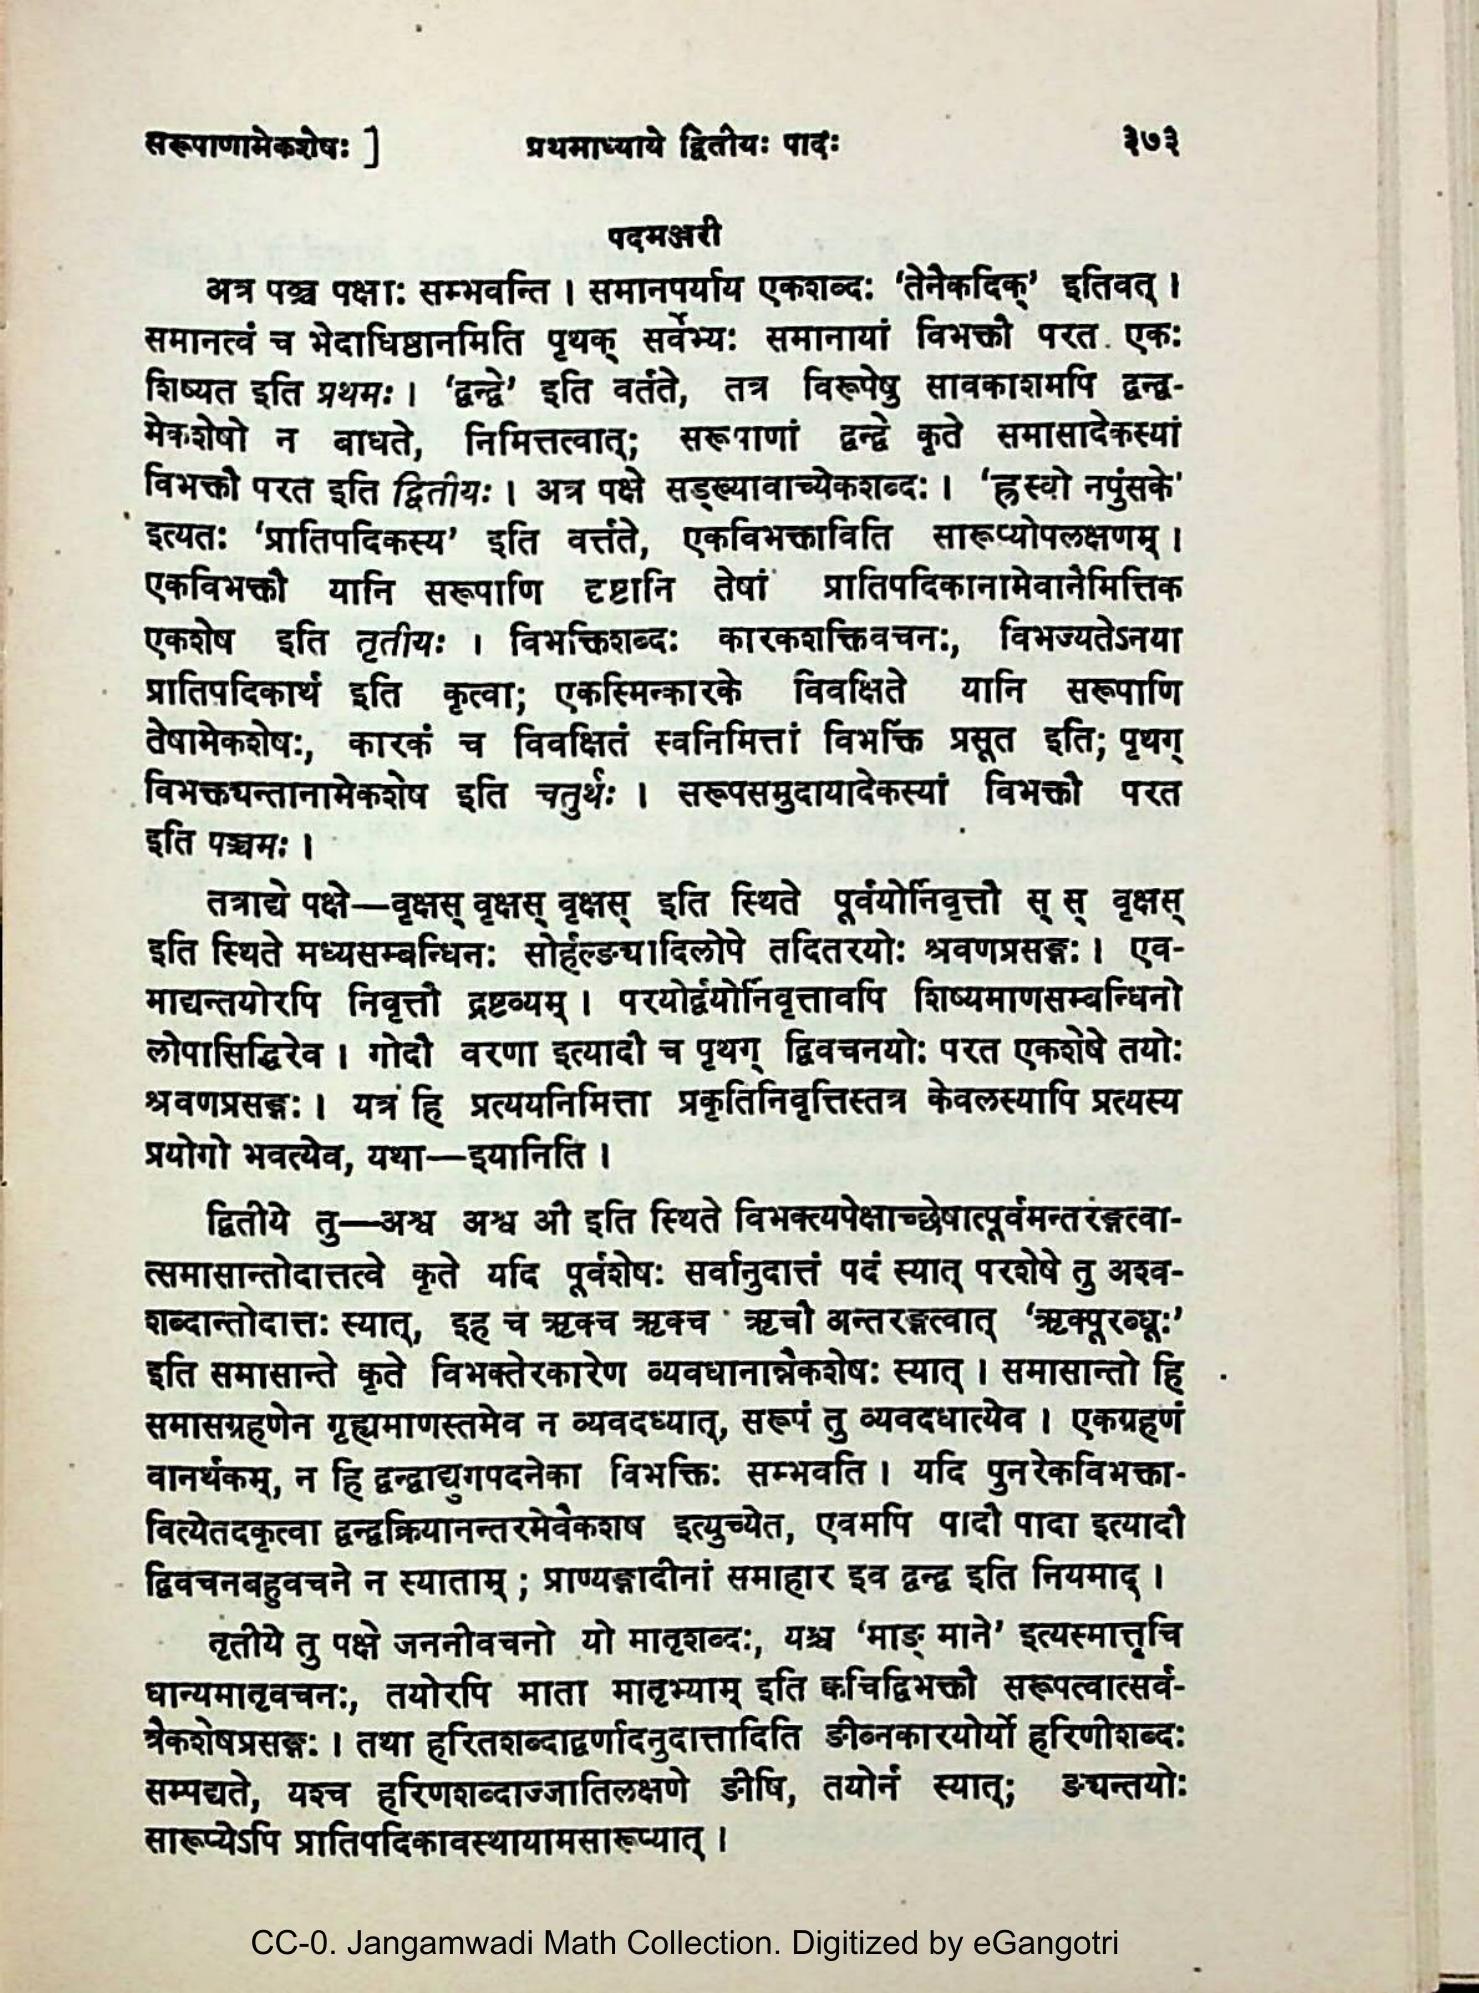 सरूपाणामेकशेषः ] प्रथमाध्याये द्वितीयः पादः ३७३
पदमञ्जरी
अत्र पञ्च पक्षाः सम्भवन्ति । समानपर्याय एकशब्दः ‘तेनैकदिक्’ इतिवत् ।
समानत्वं च भेदाधिष्ठानमिति पृथक् सर्वेभ्यः समानायां विभक्तौ परत एकः
शिष्यत इति प्रथमः । ‘द्वन्द्वे’ इति वर्तते, तत्र विरूपेषु सावकाशमपि द्वन्द्व-
मेकशेषो न बाधते, निमित्तत्वात्; सरूपाणां द्वन्द्वे कृते समासादेकस्यां
विभक्तौ परत इति द्वितीयः । अत्र पक्षे सङ्ख्यावाच्येकशब्दः । ‘ह्रस्वो नपुंसके’
इत्यतः ‘प्रातिपदिकस्य’ इति वर्त्तते, एकविभक्ताविति सारूप्योपलक्षणम् ।
एकविभक्तौ यानि सरूपाणि दृष्टानि तेषां प्रातिपदिकानामेवानैमित्तिक
एकशेष इति तृतीयः । विभक्तिशब्दः कारकशक्तिवचनः, विभज्यतेऽनया
प्रातिपदिकार्थ इति कृत्वा; एकस्मिन्कारके विवक्षिते यानि सरूपाणि
तेषामेकशेषः, कारकं च विवक्षितं स्वनिमित्तां विभक्तिं प्रसूत इति; पृथग्
विभक्त्यन्तानामेकशेष इति चतुर्थः । सरूपसमुदायादेकस्यां विभक्तौ परत
इति पञ्चमः ।
तत्राद्ये पक्षे—वृक्षस् वृक्षस् वृक्षस् इति स्थिते पूर्वयोर्निवृत्तौ स् स् वृक्षस्
इति स्थिते मध्यसम्बन्धिनः सोर्हल्ङ्यादिलोपे तदितरयोः श्रवणप्रसङ्गः । एव-
माद्यन्तयोरपि निवृत्तौ द्रष्टव्यम् । परयोर्द्वयोर्निवृत्तावपि शिष्यमाणसम्बन्धिनो
लोपासिद्धिरेव । गोदौ वरणा इत्यादौ च पृथग् द्विवचनयोः परत एकशेषे तयोः
श्रवणप्रसङ्गः । यत्र हि प्रत्ययनिमित्ता प्रकृतिनिवृत्तिस्तत्र केवलस्यापि प्रत्यस्य
प्रयोगो भवत्येव, यथा—इयानिति ।
द्वितीये तु—अश्व अश्व औ इति स्थिते विभक्त्यपेक्षाच्छेषात्पूर्वमन्तरंङ्गत्वा-
त्समासान्तोदात्तत्वे कृते यदि पूर्वशेषः सर्वानुदात्तं पदं स्यात् परशेषे तु अश्व-
शब्दान्तोदात्तः स्यात्, इह च ऋक्च ऋक्च ऋचौ अन्तरङ्गत्वात् ‘ऋक्पूरब्धूः’
इति समासान्ते कृते विभक्तेरकारेण व्यवधानान्नैकशेषः स्यात् । समासान्तो हि
समासग्रहणेन गृह्यमाणस्तमेव न व्यवदध्यात्, सरूपं तु व्यवदधात्येव । एकग्रहणं
वानर्थकम्, न हि द्वन्द्वाद्युगपदनेका विभक्तिः सम्भवति । यदि पुनरेकविभक्ता-
वित्येतदकृत्वा द्वन्द्वक्रियानन्तरमेवैकशष इत्युच्येत, एवमपि पादौ पादा इत्यादौ
द्विवचनबहुवचने न स्याताम् ; प्राण्यङ्गादीनां समाहार इव द्वन्द्व इति नियमाद् ।
तृतीये तु पक्षे जननीवचनो यो मातृशब्दः, यश्च ‘माङ् माने’ इत्यस्मात्तृचि
धान्यमातृवचनः, तयोरपि माता मातृभ्याम् इति क्वचिद्विभक्तौ सरूपत्वात्सर्व-
त्रैकशेषप्रसङ्गः । तथा हरितशब्दाद्वर्णादनुदात्तादिति ङीब्नकारयोर्यो हरिणीशब्दः
सम्पद्यते, यश्च हरिणशब्दाज्जातिलक्षणे ङीषि, तयोर्न स्यात्; ङ्यन्तयोः
सारूप्येऽपि प्रातिपदिकावस्थायामसारूप्यात् ।
CC-0. Jangamwadi Math Collection. Digitized by eGangotri